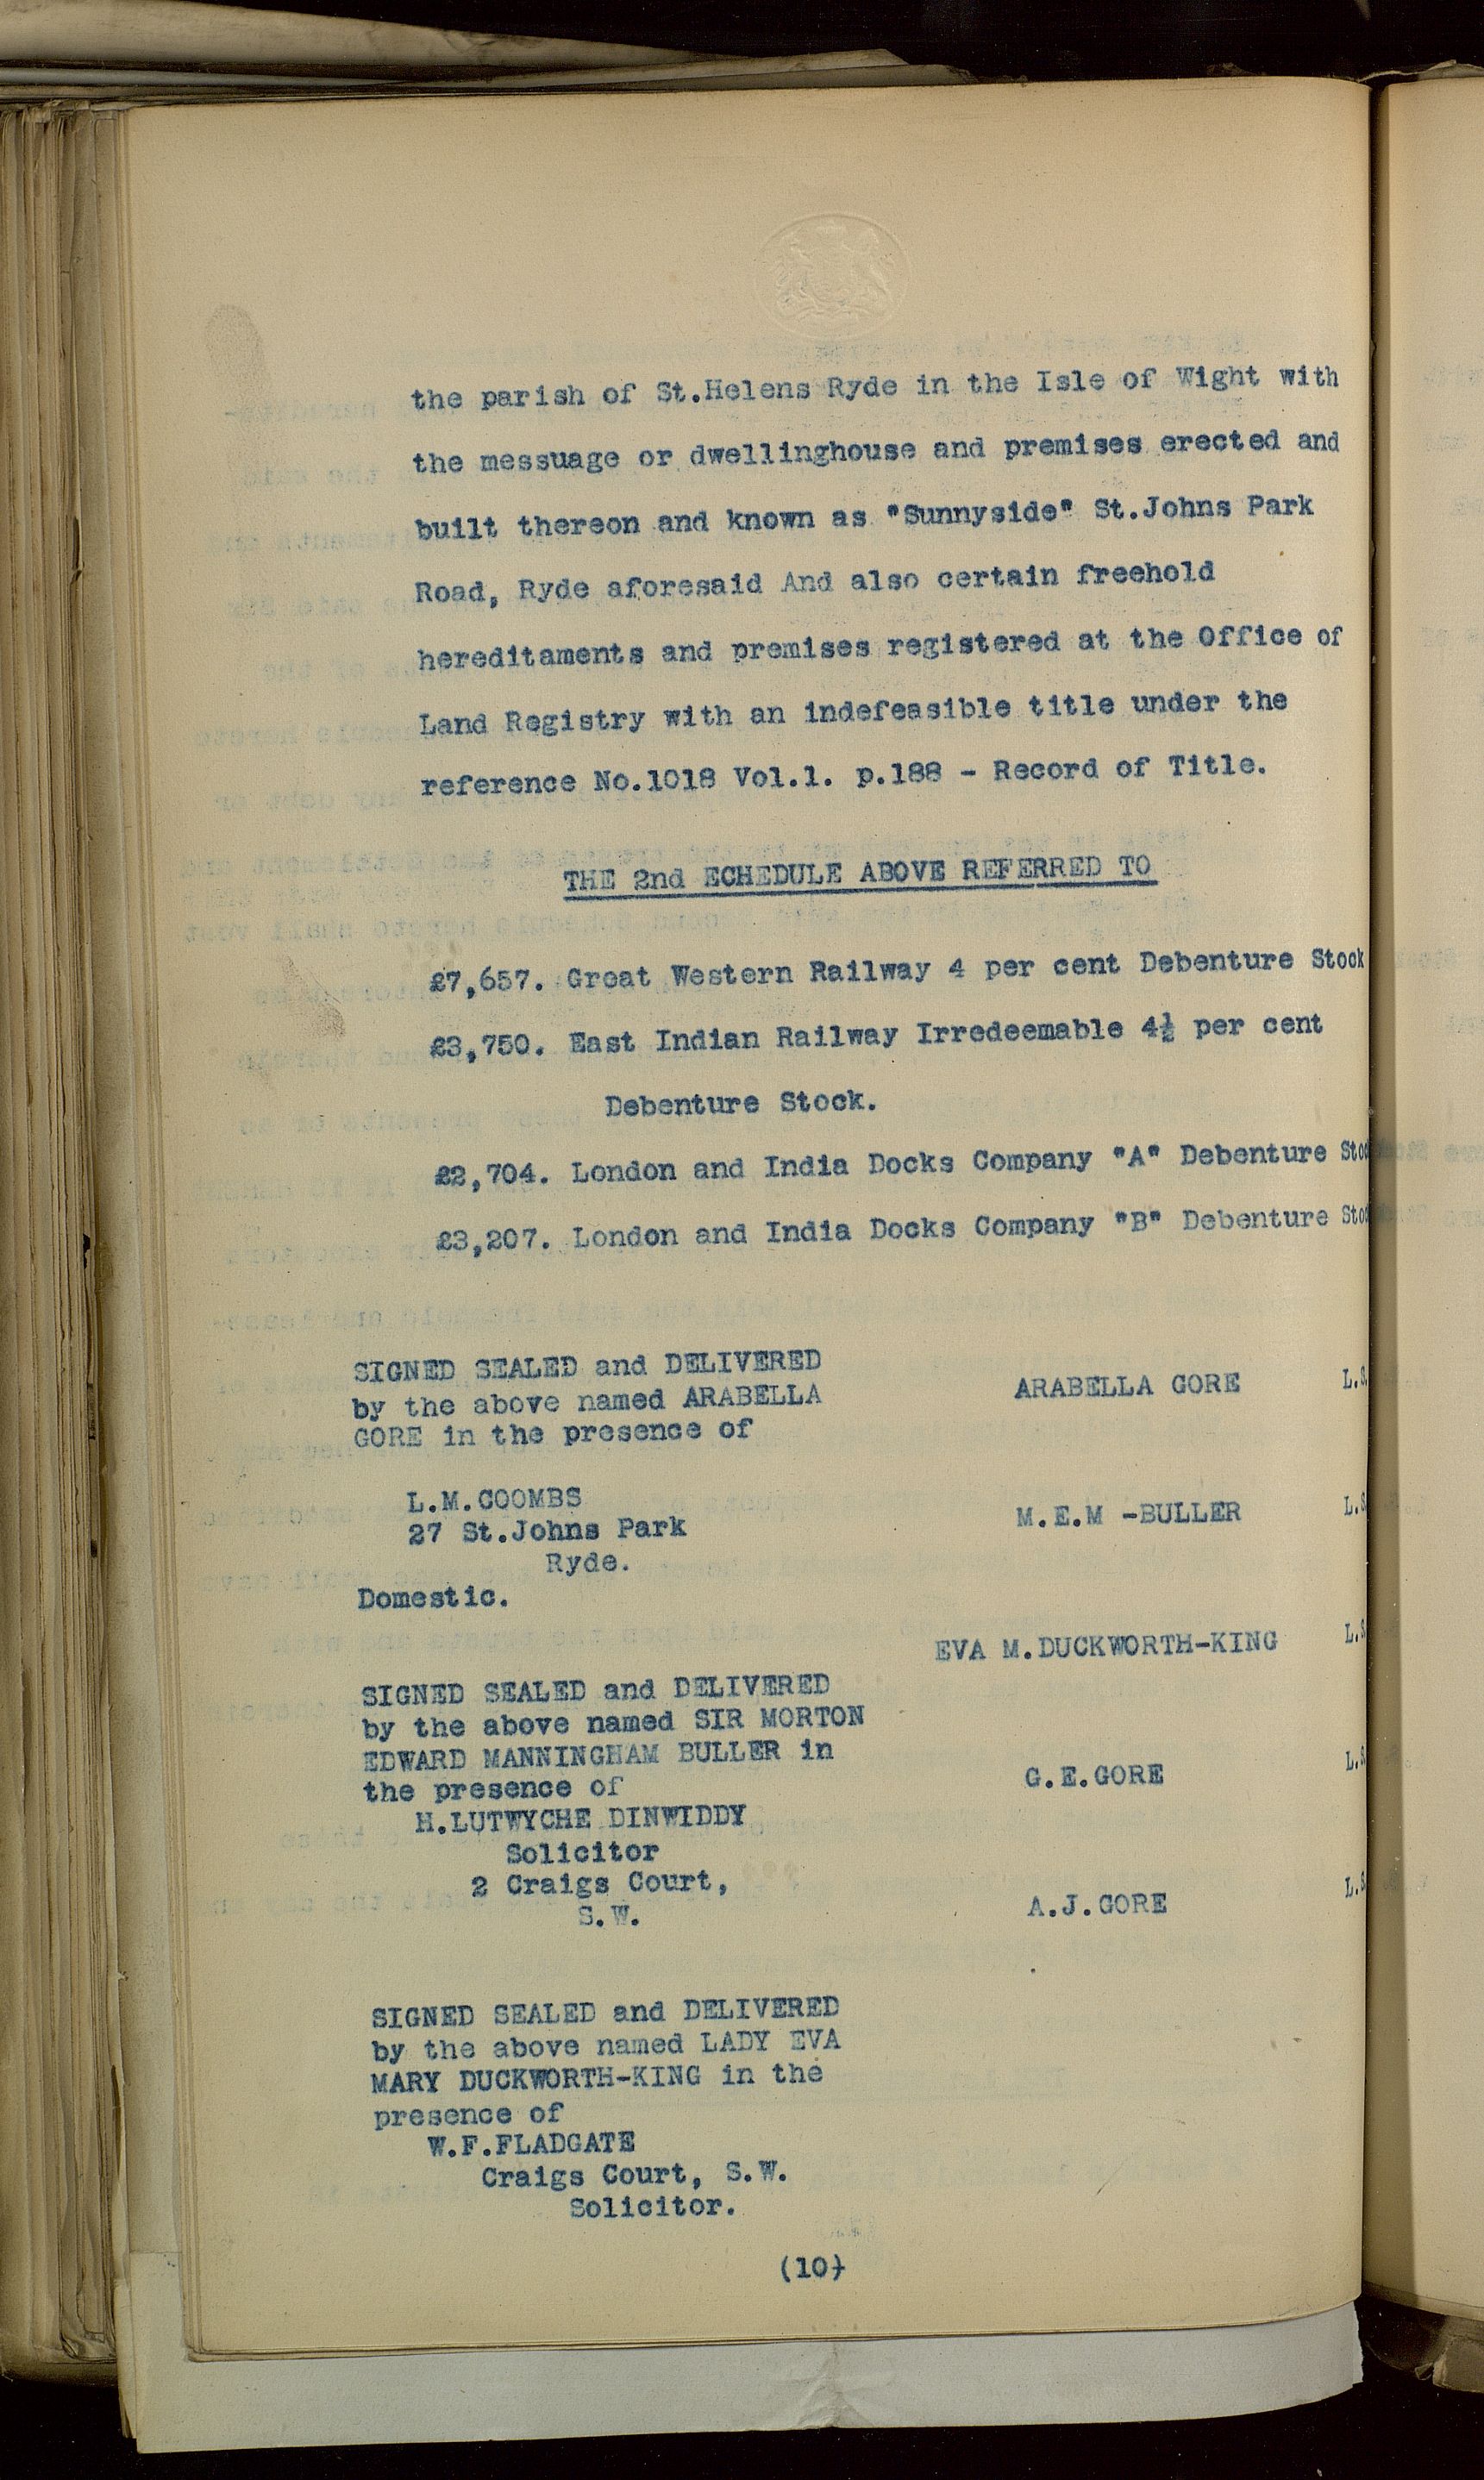 the parish of St.Helens Ryde in the Isle of Wight with
the messuage or dwellinghouse and premises erected and
built thereon and known as "Sunnyside" St.Johns Park
Road, Ryde aforesaid And also certain freehold
hereditaments and premises registered at the Office of
Land Registry with an indefeasible title under the
reference No.1018 Vol.1. p.188 - Record of Title.
THE 2nd ECHEDULE ABOVE REFERRED TO
£7,657. Great Western Railway 4 per cent Debenture Stock
£3,750. East Indian Railway Irredeemable 4½ per cent
Debenture Stock.
£2,704. London and India Docks Company "A" Debenture Stoc
£3,207. London and India Docks Company "B" Debenture Stoc
SIGNED SEALED and DELIVERED
by the above named ARABELLA
GORE in the presence of
ARABELLA GORE L.S.
L.M.COOMBS
27 St.Johns Park
Ryde.
Domestic.
M.E.M -BULLER L.S
EVA M.DUCKWORTH-KING L.S
SIGNED SEALED and DELIVERED
by the above named SIR MORTON
EDWARD MANNINGHAM BULLER in
the presence of
H.LUTWYCHE DINWIDDY
Solicitor
2 Craigs Court,
S.W.
G.E.GORE L.S
A.J.GORE L.S
SIGNED SEALED and DELIVERED
by the above named LADY EVA
MARY DUCKWORTH-KING in the
presence of
W.F.FLADGATE
Craigs Court, S.W.
Solicitor.
(10)